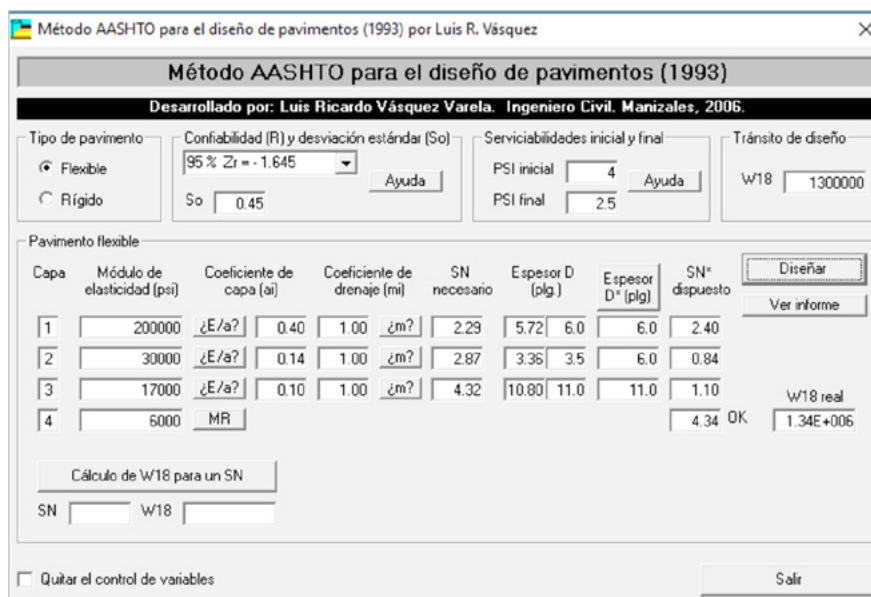 Método AASHTO para el diseño de pavimentos (1993) por Luis R. Vásquez
Método AASHTO para el diseño de pavimentos (1993)
Desarrollado por: Luis Ricardo Vásquez Varela. Ingeniero Civil. Manizales, 2006.
Tipo de pavimento Confiabilidad (R) y desviación estándar (So) Serviciabilidades inicial y final Tránsito de diseño
Flexible 95 % Zr = - 1.645 Ayuda PSI inicial 4 Ayuda W18 1300000
Rígido So 0.45 PSI final 2.5
Pavimento flexible
Capa Módulo de elasticidad (psi) Coeficiente de capa (ai) Coeficiente de drenaje (mi) SN necesario Espesor D (plg.) Espesor D* (plg) SN* dispuesto Diseñar
Ver informe
1 200000 ¿E/a? 0.40 1.00 ¿m? 2.29 5.72 6.0 6.0 2.40
2 30000 ¿E/a? 0.14 1.00 ¿m? 2.87 3.36 3.5 6.0 0.84
3 17000 ¿E/a? 0.10 1.00 ¿m? 4.32 10.80 11.0 11.0 1.10 W18 real
4 6000 MR 4.34 OK 1.34E+006
Cálculo de W18 para un SN
SN W18
Quitar el control de variables Salir